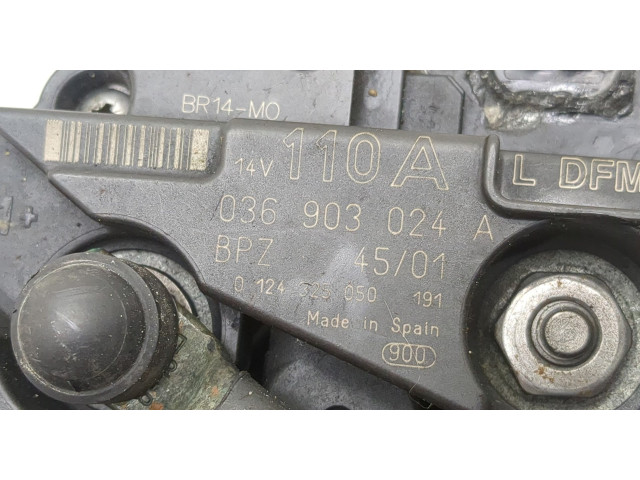 BR14-MO
14V 110A L DFM
036 903 024 A
BPZ 45/01
0 124 325 050 191
Made in Spain
900
1+